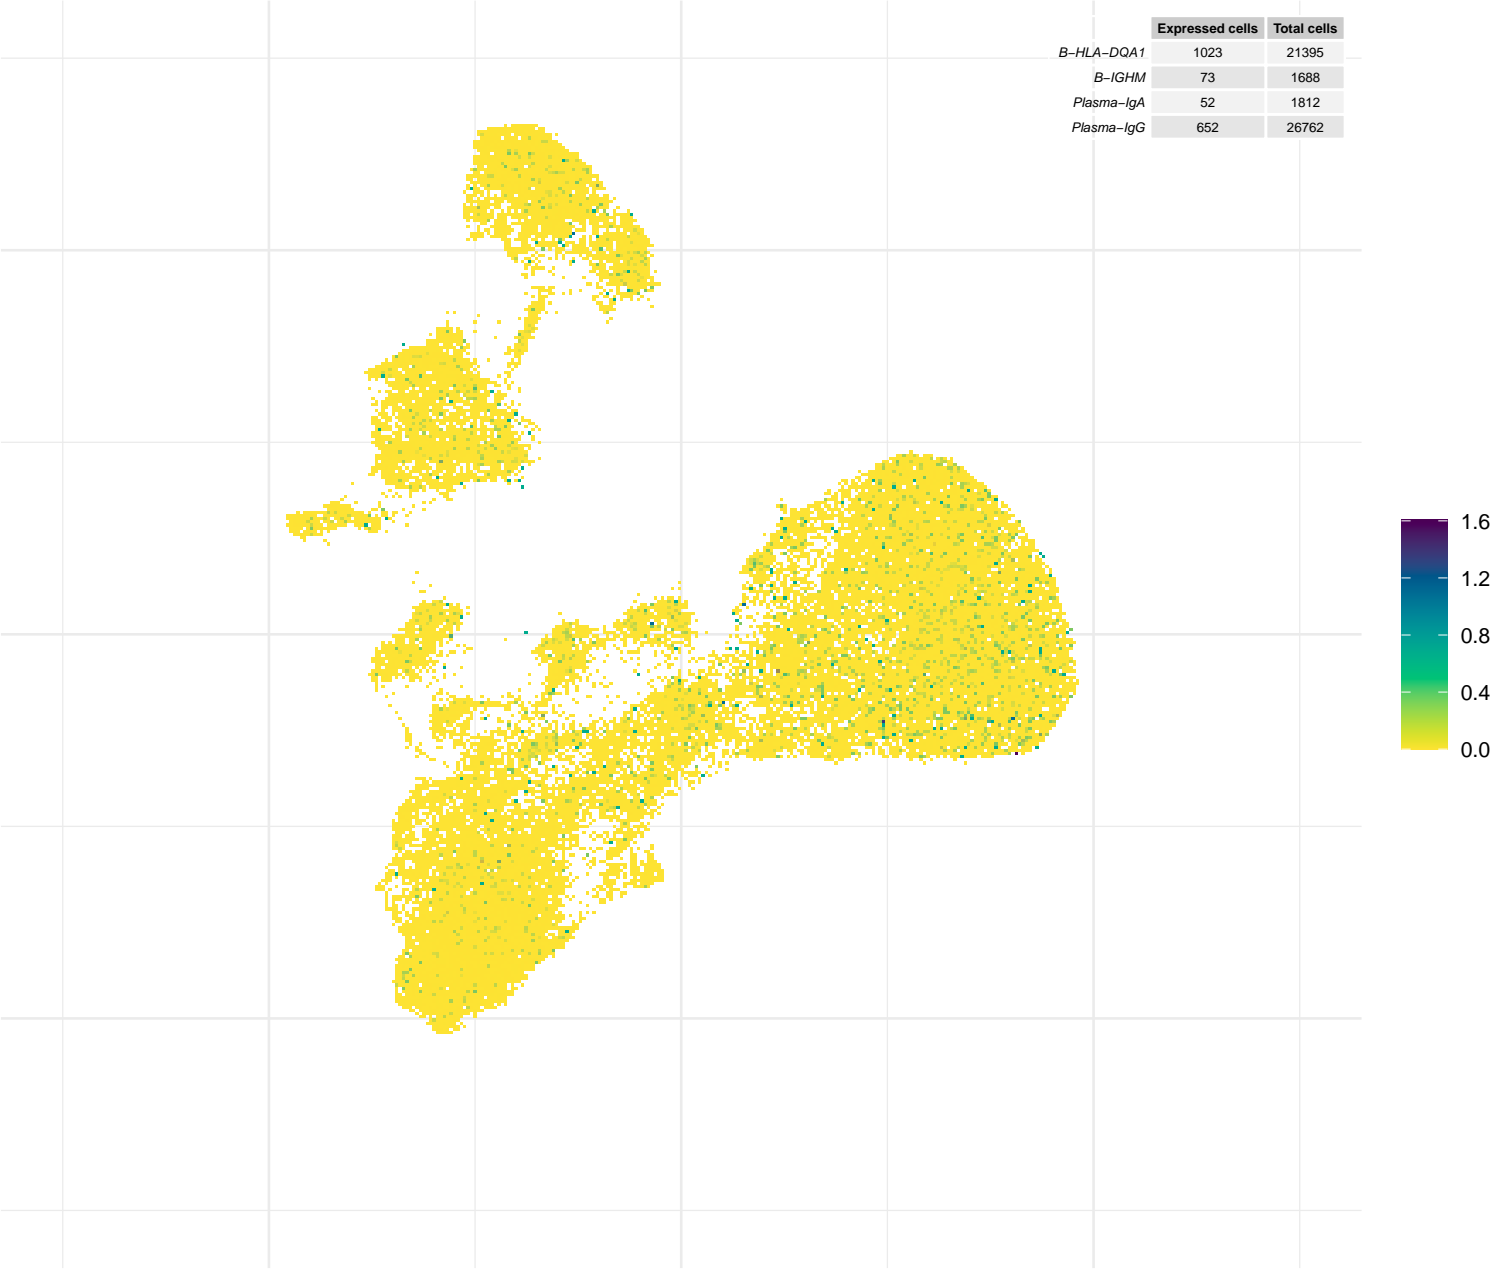 Expressed cells Total cells
B−HLA−DQA1 1023 21395
B−IGHM 73 1688
Plasma−IgA 52 1812
Plasma−IgG 652 26762
1.6
1.2
0.8
0.4
0.0